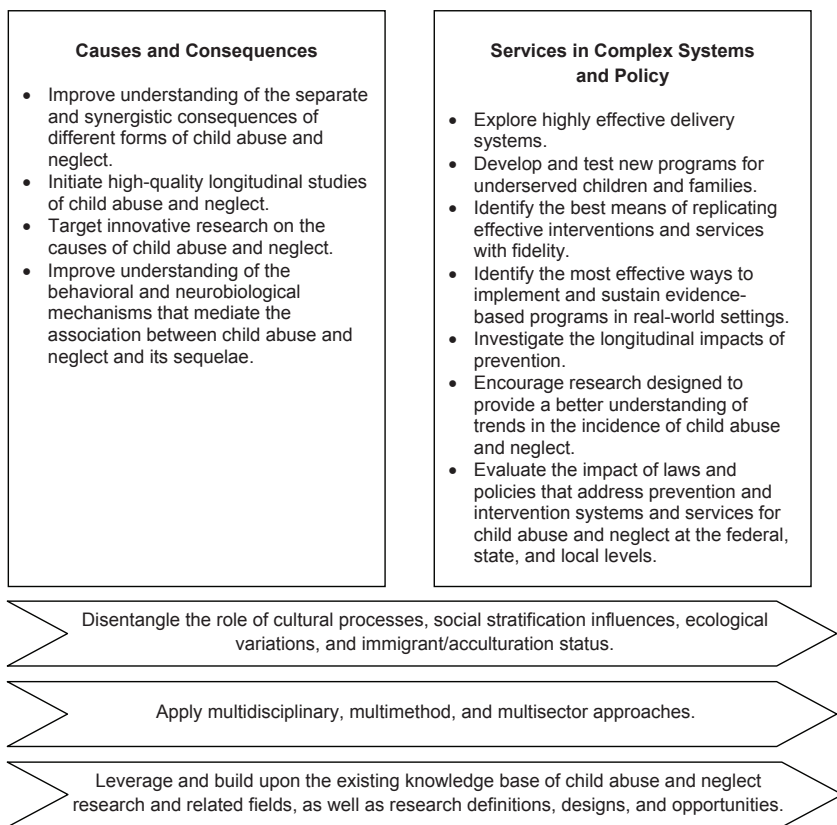 Causes and Consequences
• Improve understanding of the separate
and synergistic consequences of
different forms of child abuse and
neglect.
• Initiate high-quality longitudinal studies
of child abuse and neglect.
• Target innovative research on the
causes of child abuse and neglect.
• Improve understanding of the
behavioral and neurobiological
mechanisms that mediate the
association between child abuse and
neglect and its sequelae.
Services in Complex Systems
and Policy
• Explore highly effective delivery
systems.
• Develop and test new programs for
underserved children and families.
• Identify the best means of replicating
effective interventions and services
with fidelity.
• Identify the most effective ways to
implement and sustain evidence-
based programs in real-world settings.
• Investigate the longitudinal impacts of
prevention.
• Encourage research designed to
provide a better understanding of
trends in the incidence of child abuse
and neglect.
• Evaluate the impact of laws and
policies that address prevention and
intervention systems and services for
child abuse and neglect at the federal,
state, and local levels.
Disentangle the role of cultural processes, social stratification influences, ecological
variations, and immigrant/acculturation status.
Apply multidisciplinary, multimethod, and multisector approaches.
Leverage and build upon the existing knowledge base of child abuse and neglect
research and related fields, as well as research definitions, designs, and opportunities.